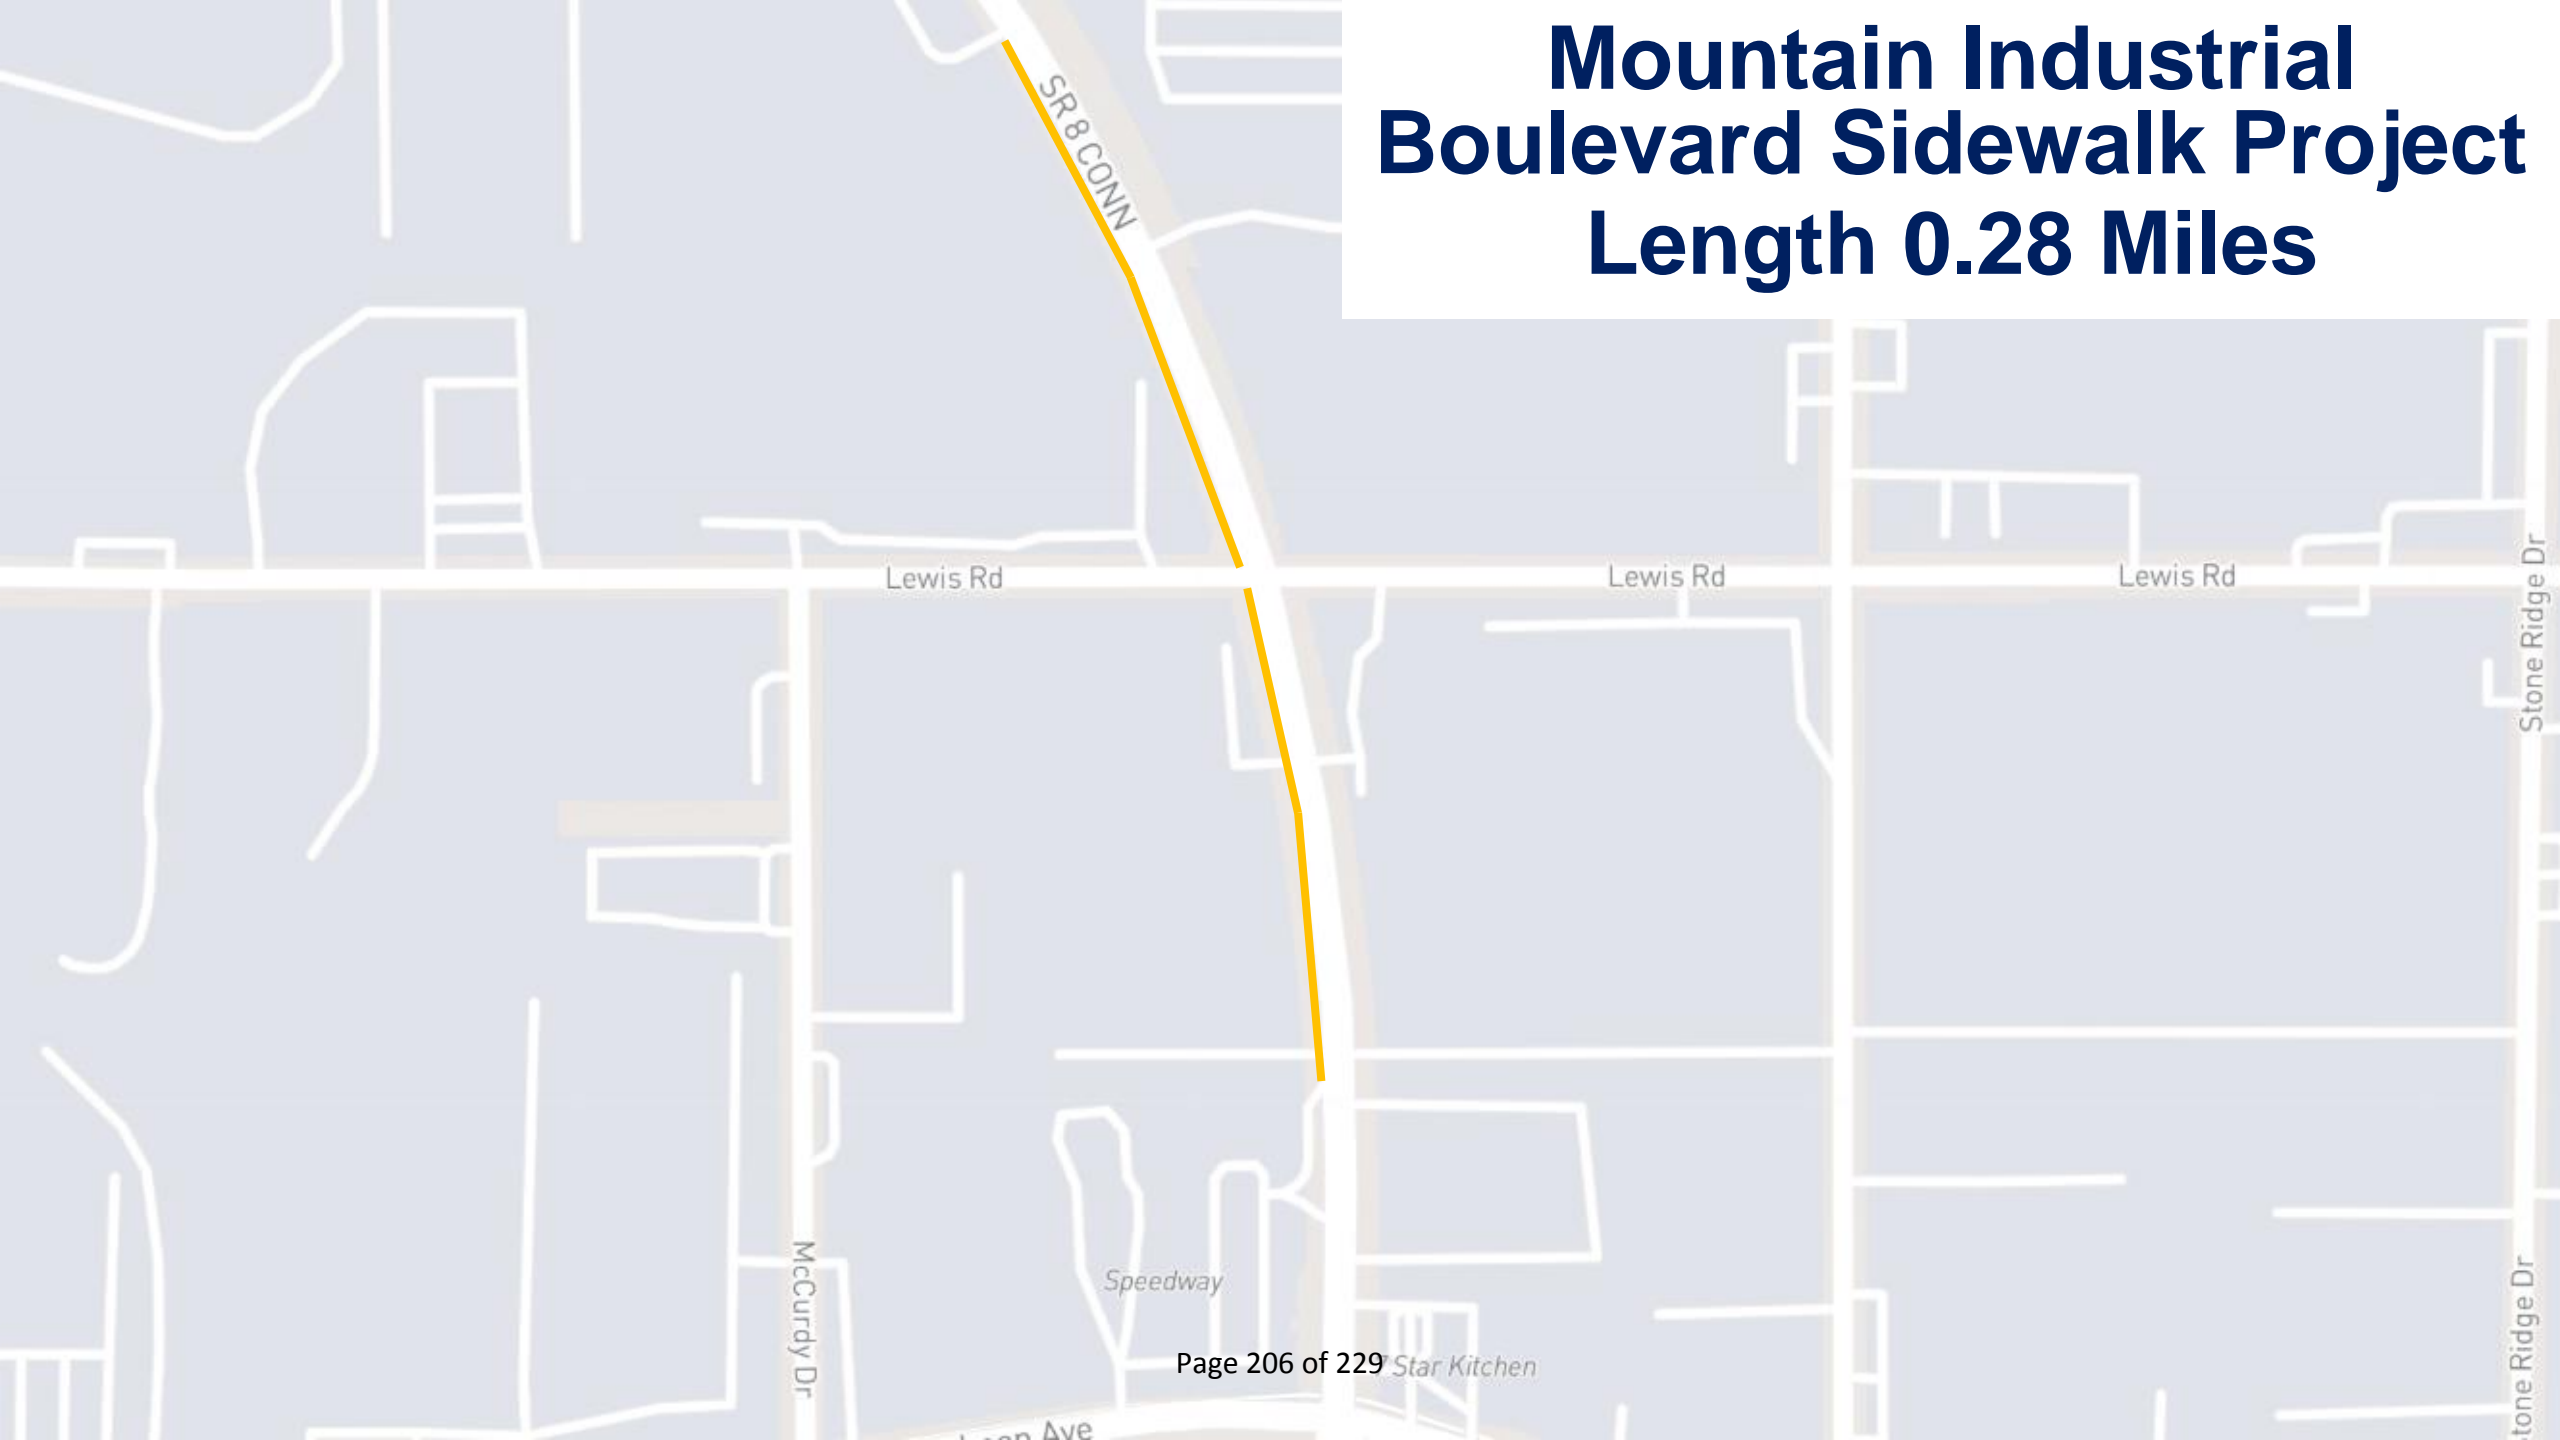 Mountain Industrial
Boulevard Sidewalk Project
Length 0.28 Miles
SR 8 CONN
Lewis Rd
Lewis Rd
Lewis Rd
Stone Ridge Dr
McCurdy Dr
Speedway
Page 206 of 229
Star Kitchen
Ridge Dr
Ave